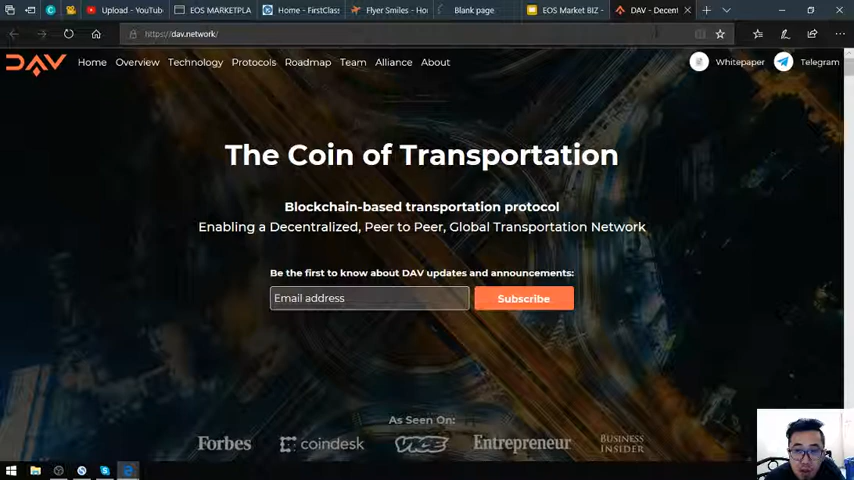 Upload - YouTub
EOS MARKETPLA
Home - FirstClass
Flyer Smiles - Ho
Blank page
EOS Market BIZ -
DAV - Decent
https://dav.network/
DAV
Home
Overview
Technology
Protocols
Roadmap
Team
Alliance
About
Whitepaper
Telegram
The Coin of Transportation
Blockchain-based transportation protocol
Enabling a Decentralized, Peer to Peer, Global Transportation Network
Be the first to know about DAV updates and announcements:
Email address
Subscribe
As Seen On:
Forbes
coindesk
VICE
Entrepreneur
BUSINESS
INSIDER